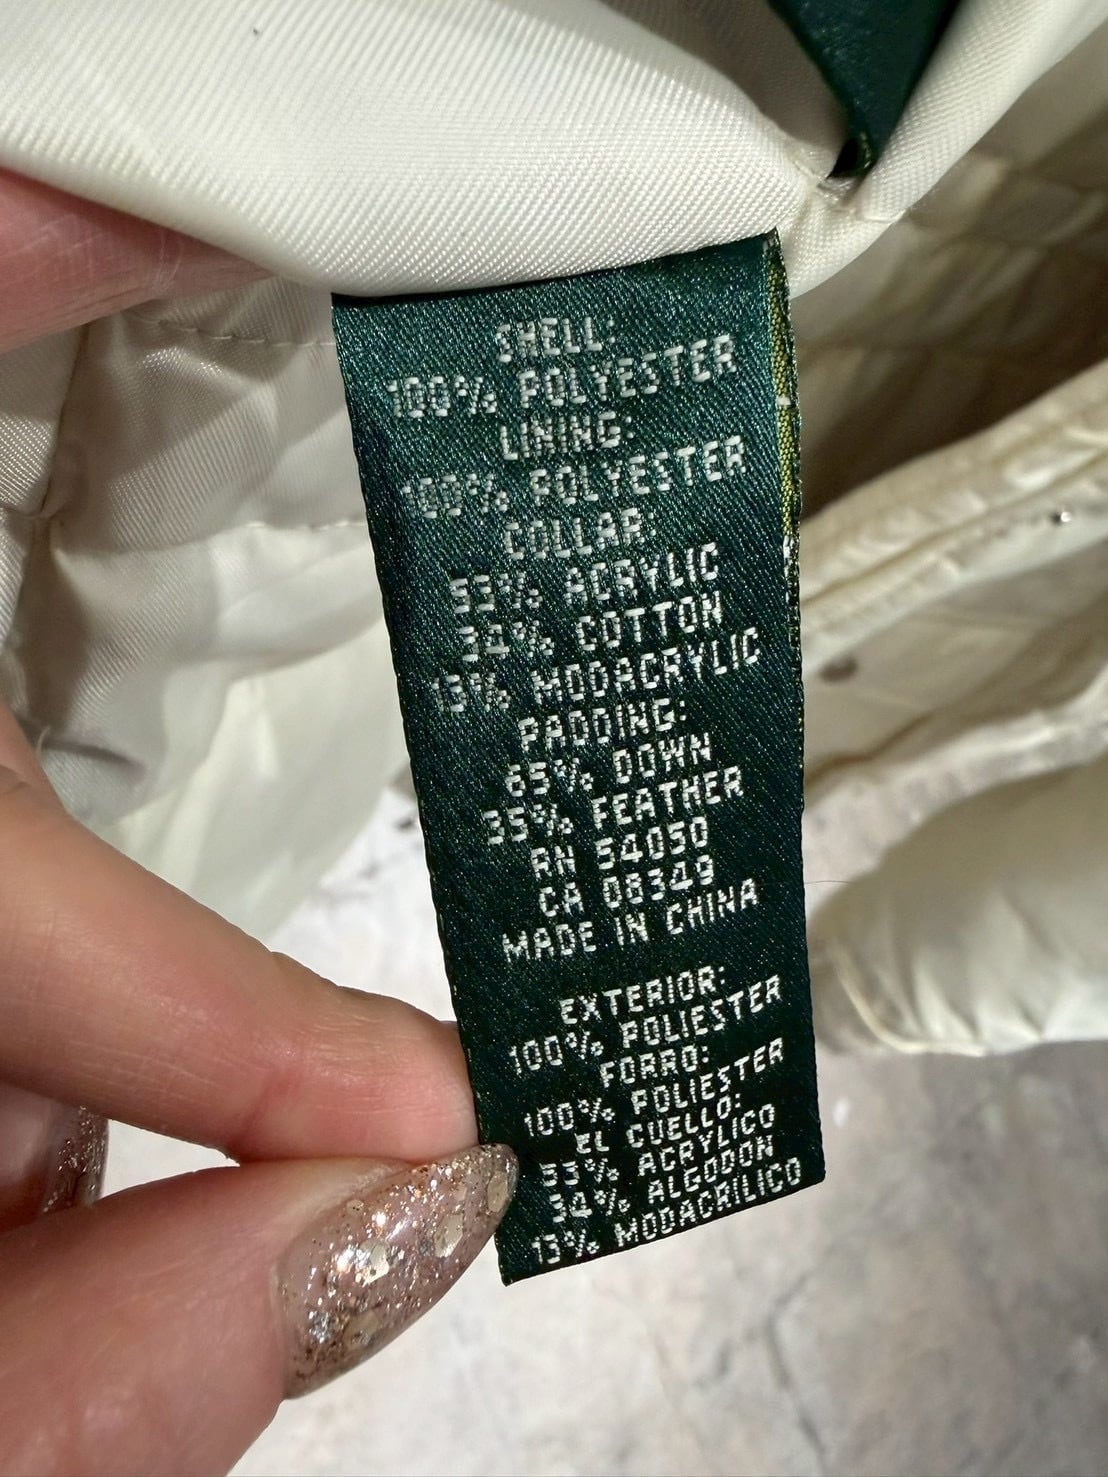 SHELL:
100% POLYESTER
LINING:
100% POLYESTER
COLLAR:
53% ACRYLIC
34% COTTON
13% MODACRYLIC
PADDING:
65% DOWN
35% FEATHER
RN 54050
CA 08349
MADE IN CHINA
EXTERIOR:
100% POLIESTER
FORRO:
100% POLIESTER
EL CUELLO:
53% ACRYLICO
34% ALGODON
13% MODACRILICO